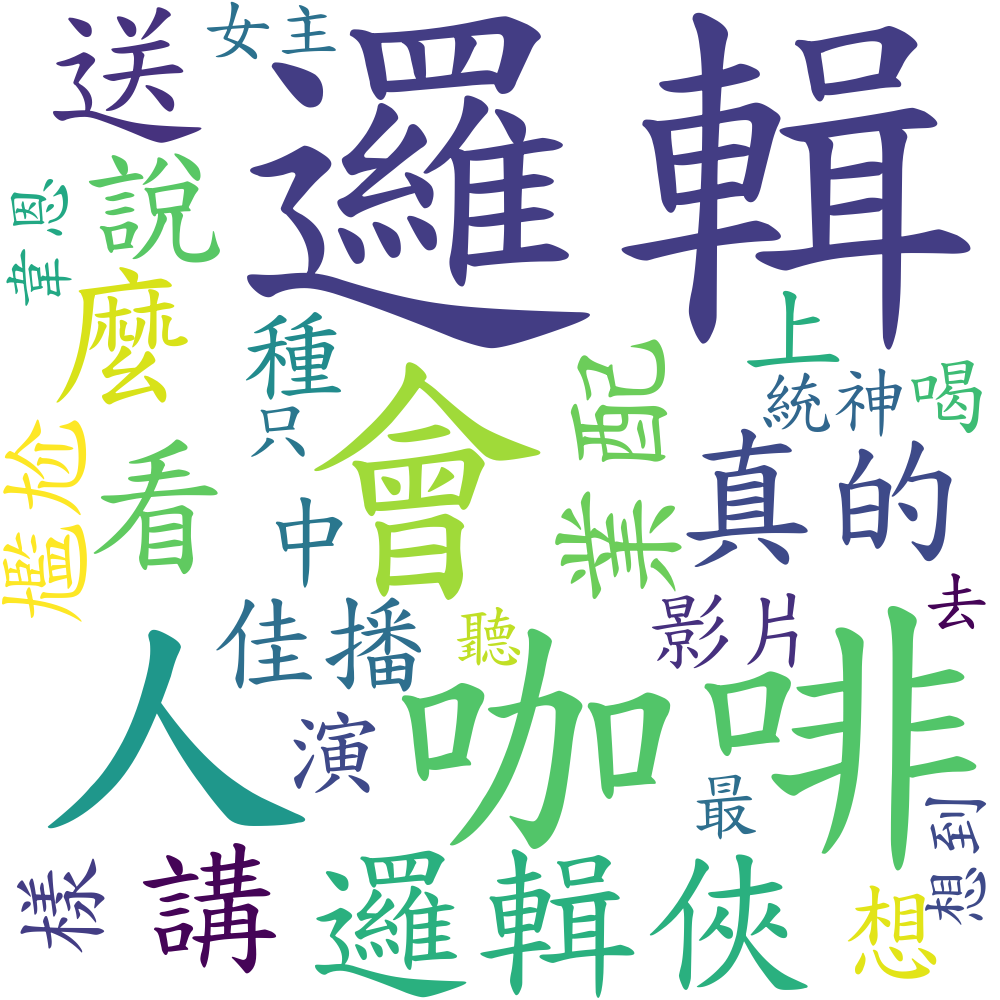 女主
送
邏輯
說
韋恩
麼
種
上
只
會
業配
統神
喝
尷尬
看
中
真的
佳播
聽
影片
去
人
咖啡
演
最
想到
樣
講
邏輯俠
想